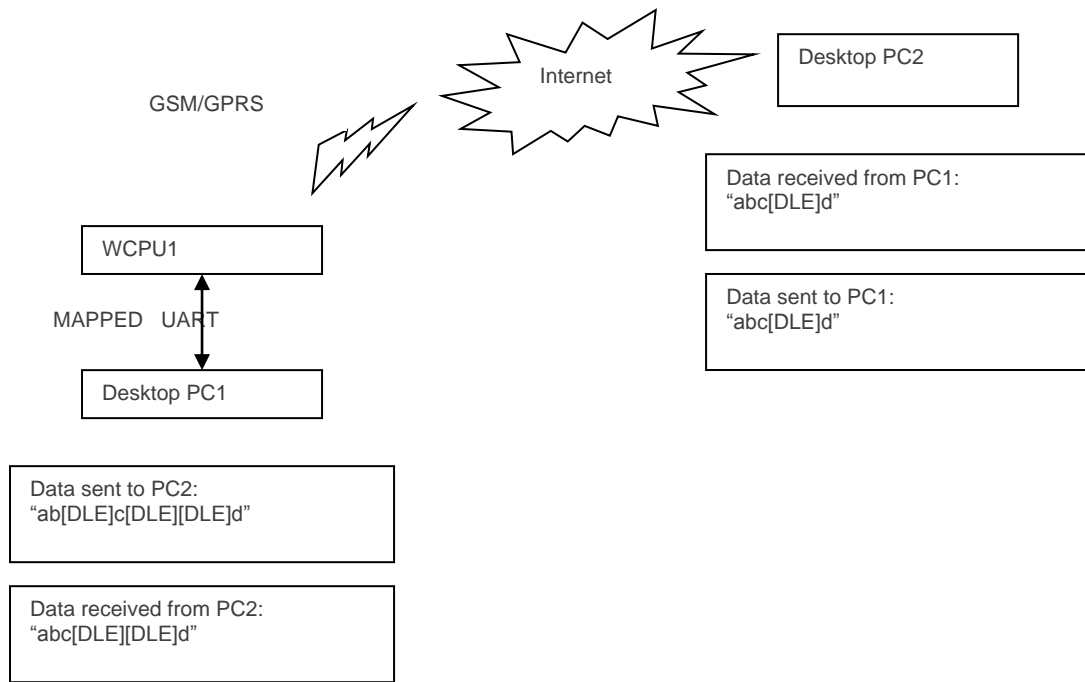 Internet
Desktop PC2
GSM/GPRS
Data received from PC1:
“abc[DLE]d”
WCPU1
Data sent to PC1:
“abc[DLE]d”
MAPPED UART
Desktop PC1
Data sent to PC2:
“ab[DLE]c[DLE][DLE]d”
Data received from PC2:
“abc[DLE][DLE]d”